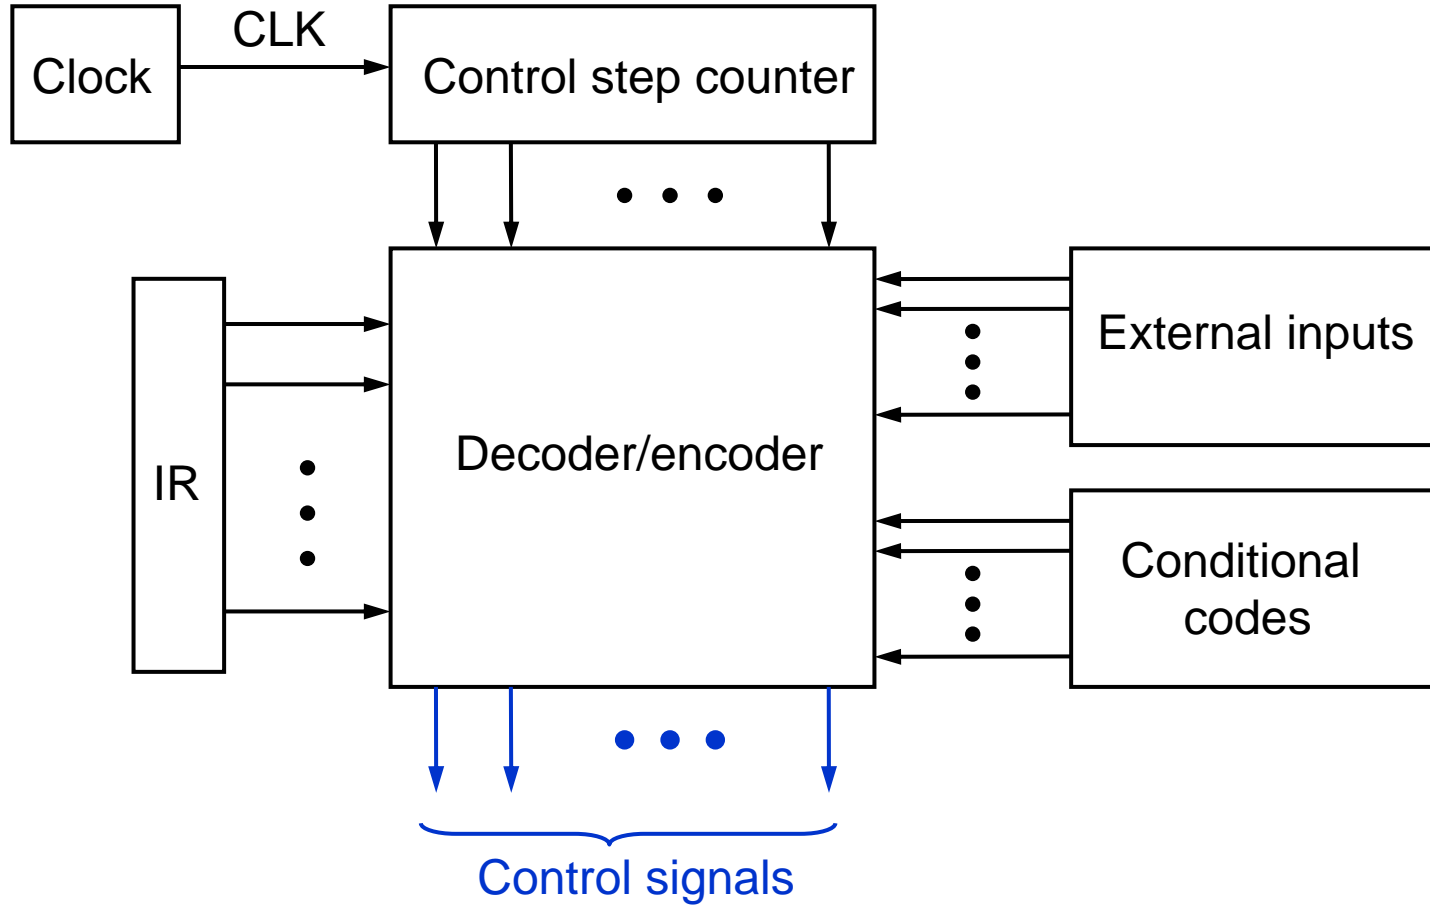 CLK
Clock
Control step counter
External inputs
Decoder/encoder
IR
Conditional
codes
Control signals